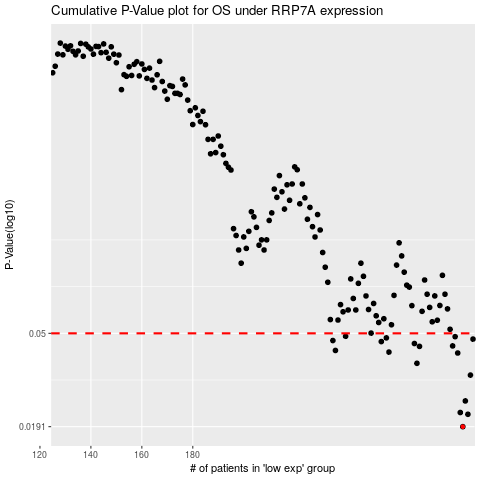 Cumulative P-Value plot for OS under RRP7A expression
P-Value(log10)
0.05
0.0191
120 140 160 180
# of patients in 'low exp' group